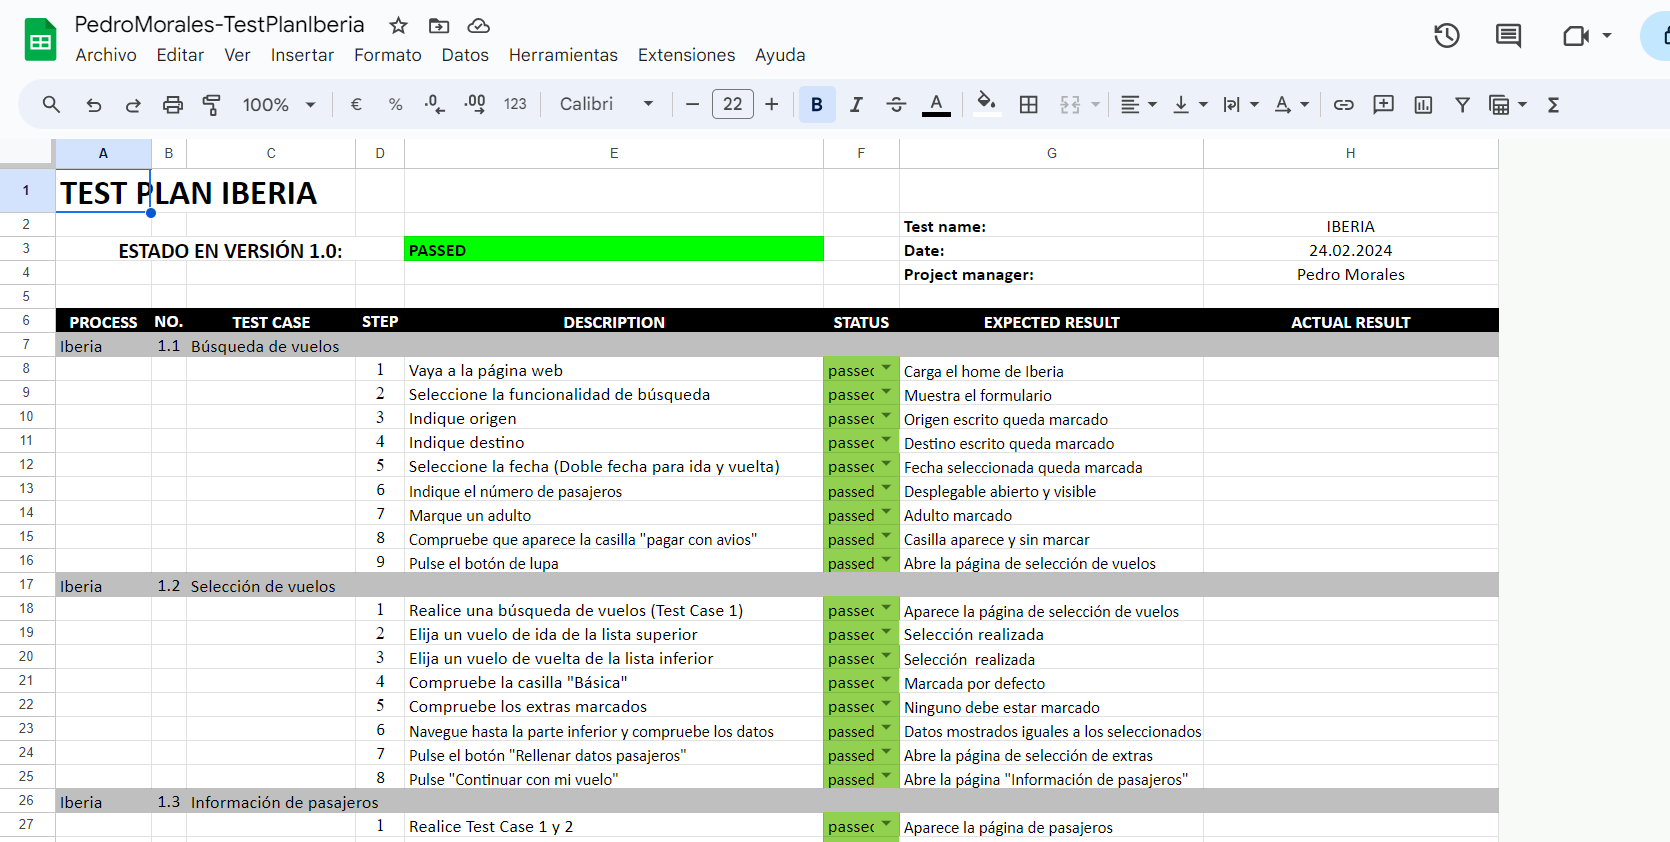 PedroMorales-TestPlanIberia
Archivo Editar Ver Insertar Formato Datos Herramientas Extensiones Ayuda
100% € % .0 .00 123 Calibri 22 B I A A Σ
A B C D E F G H
1 TEST PLAN IBERIA
2 Test name: IBERIA
3 ESTADO EN VERSIÓN 1.0: PASSED Date: 24.02.2024
4 Project manager: Pedro Morales
5
6 PROCESS NO. TEST CASE STEP DESCRIPTION STATUS EXPECTED RESULT ACTUAL RESULT
7 Iberia 1.1 Búsqueda de vuelos
8 1 Vaya a la página web passec Carga el home de Iberia
9 2 Seleccione la funcionalidad de búsqueda passec Muestra el formulario
10 3 Indique origen passec Origen escrito queda marcado
11 4 Indique destino passec Destino escrito queda marcado
12 5 Seleccione la fecha (Doble fecha para ida y vuelta) passec Fecha seleccionada queda marcada
13 6 Indique el número de pasajeros passed Desplegable abierto y visible
14 7 Marque un adulto passed Adulto marcado
15 8 Compruebe que aparece la casilla "pagar con avios" passed Casilla aparece y sin marcar
16 9 Pulse el botón de lupa passed Abre la página de selección de vuelos
17 Iberia 1.2 Selección de vuelos
18 1 Realice una búsqueda de vuelos (Test Case 1) passec Aparece la página de selección de vuelos
19 2 Elija un vuelo de ida de la lista superior passec Selección realizada
20 3 Elija un vuelo de vuelta de la lista inferior passec Selección realizada
21 4 Compruebe la casilla "Básica" passec Marcada por defecto
22 5 Compruebe los extras marcados passec Ninguno debe estar marcado
23 6 Navegue hasta la parte inferior y compruebe los datos passed Datos mostrados iguales a los seleccionados
24 7 Pulse el botón "Rellenar datos pasajeros" passed Abre la página de selección de extras
25 8 Pulse "Continuar con mi vuelo" passed Abre la página "Información de pasajeros"
26 Iberia 1.3 Información de pasajeros
27 1 Realice Test Case 1 y 2 passec Aparece la página de pasajeros